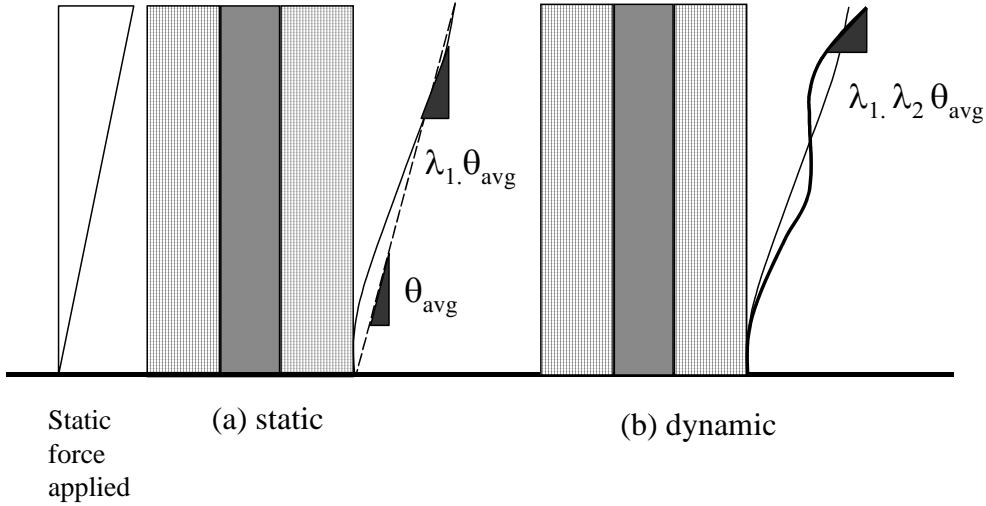 λ₁.θavg
θavg
λ₁. λ₂ θavg
Static
force
applied
(a) static
(b) dynamic